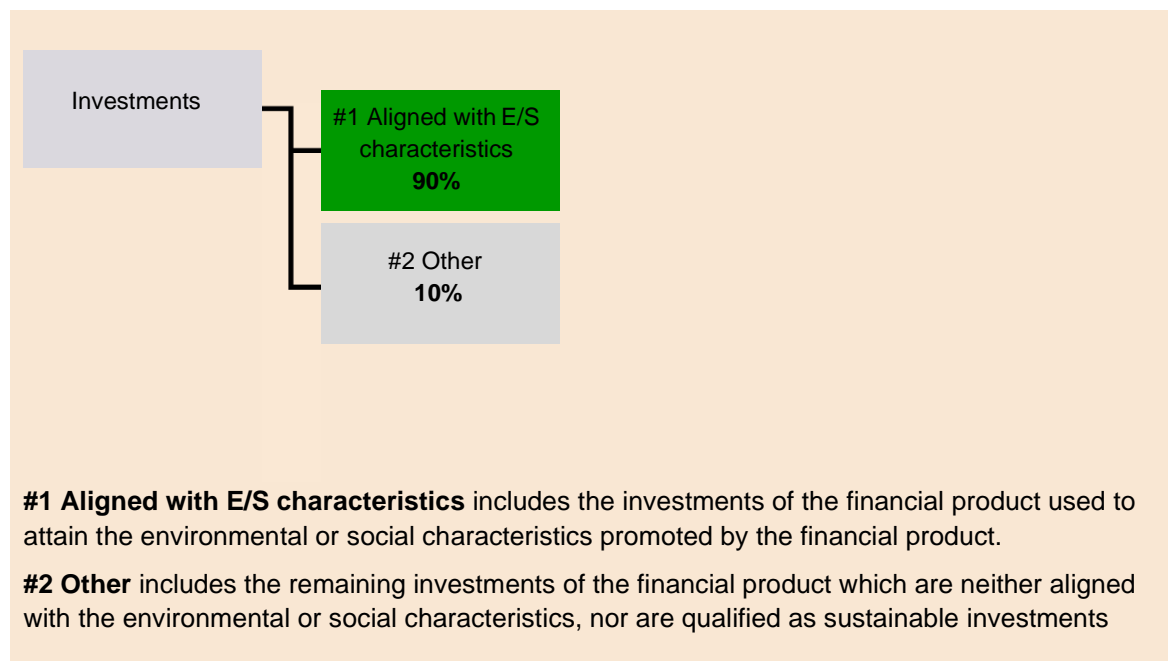 Investments
#1 Aligned with E/S
characteristics
90%
#2 Other
10%
#1 Aligned with E/S characteristics includes the investments of the financial product used to
attain the environmental or social characteristics promoted by the financial product.
#2 Other includes the remaining investments of the financial product which are neither aligned
with the environmental or social characteristics, nor are qualified as sustainable investments